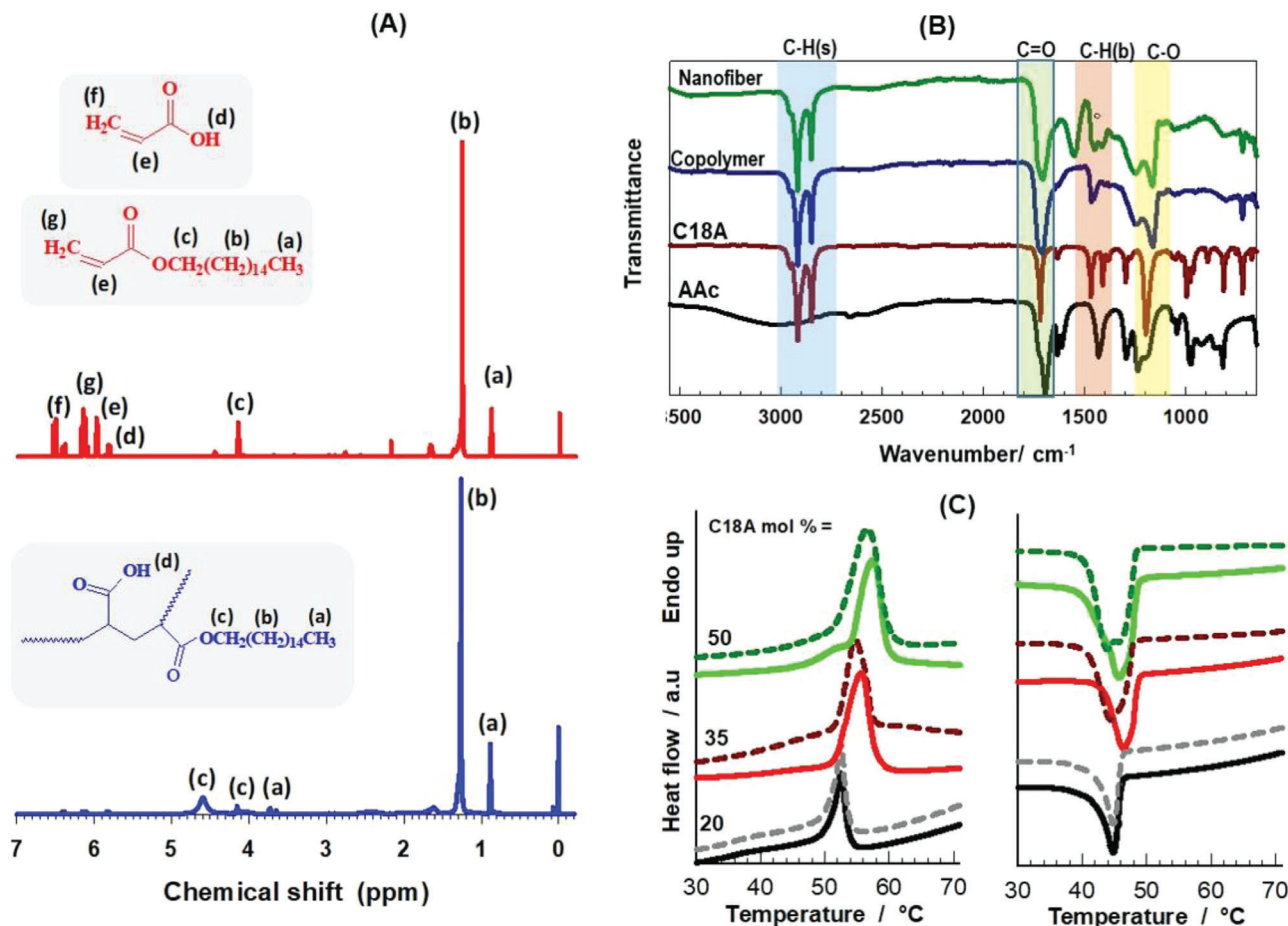 (A)
(f)
O
(d)
H₂C
OH
(e)
(g)
O
(c)
(b)
(a)
H₂C
OCH₂(CH₂)₁₄CH₃
(e)
(b)
(g)
(f)
(e)
(d)
(c)
(a)
(d)
OH
O
(c)
(b)
(a)
OCH₂(CH₂)₁₄CH₃
O
(b)
(a)
(c)
(c)
(a)
7 6 5 4 3 2 1 0
Chemical shift (ppm)
(B)
C-H(s)
C=O
C-H(b)
C-O
Nanofiber
Copolymer
C18A
AAc
Transmittance
3500 3000 2500 2000 1500 1000
Wavenumber/ cm⁻¹
(C)
C18A mol % =
50
35
20
Heat flow / a.u Endo up
30 40 50 60 70
Temperature / °C
30 40 50 60 70
Temperature / °C